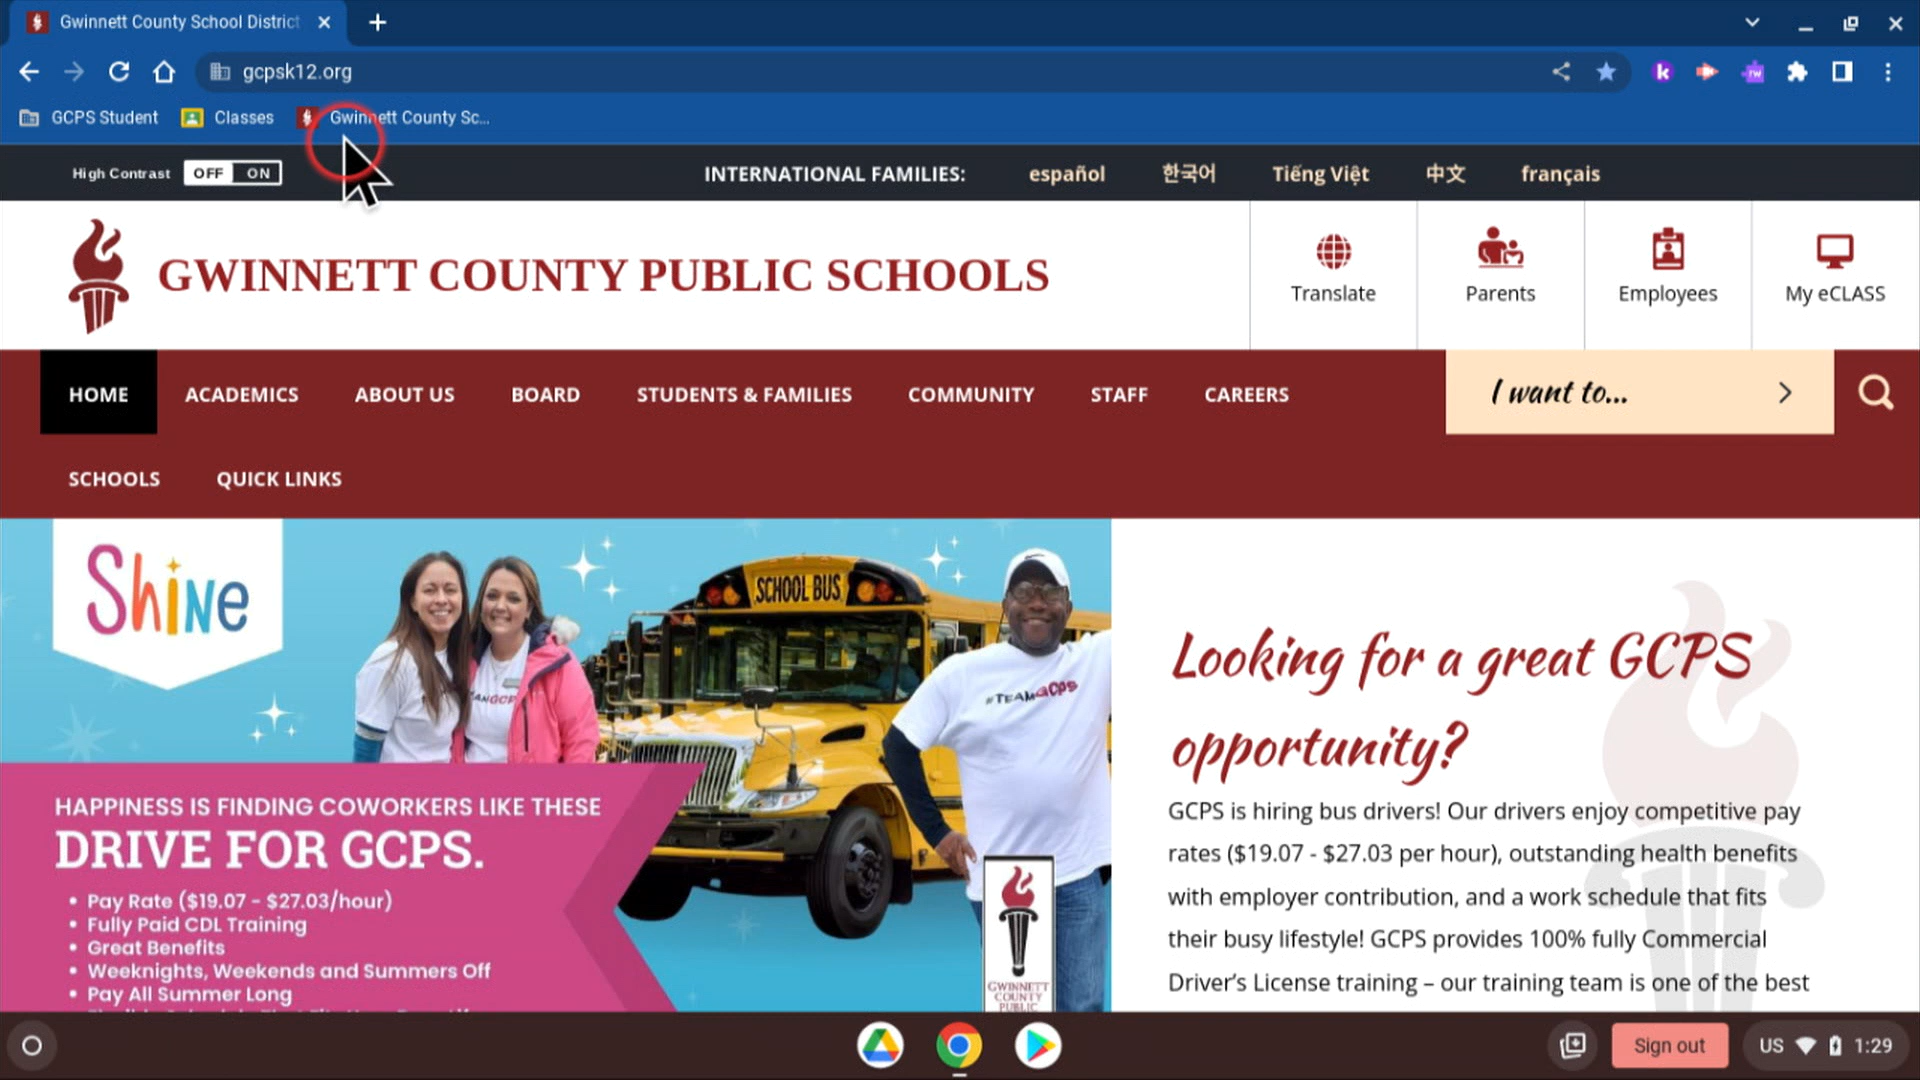 Gwinnett County School District
gcpsk12.org
GCPS Student
Classes
Gwinnett County Sc...
High Contrast OFF ON
INTERNATIONAL FAMILIES: español 한국어 Tiếng Việt 中文 français
GWINNETT COUNTY PUBLIC SCHOOLS
Translate
Parents
Employees
My eCLASS
HOME ACADEMICS ABOUT US BOARD STUDENTS & FAMILIES COMMUNITY STAFF CAREERS
I want to...
SCHOOLS QUICK LINKS
Shine
SCHOOL BUS
#TEAMGCPS
HAPPINESS IS FINDING COWORKERS LIKE THESE
DRIVE FOR GCPS.
• Pay Rate ($19.07 - $27.03/hour)
• Fully Paid CDL Training
• Great Benefits
• Weeknights, Weekends and Summers Off
• Pay All Summer Long
GWINNETT
COUNTY
PUBLIC
Looking for a great GCPS
opportunity?
GCPS is hiring bus drivers! Our drivers enjoy competitive pay
rates ($19.07 - $27.03 per hour), outstanding health benefits
with employer contribution, and a work schedule that fits
their busy lifestyle! GCPS provides 100% fully Commercial
Driver's License training – our training team is one of the best
Sign out
US 1:29